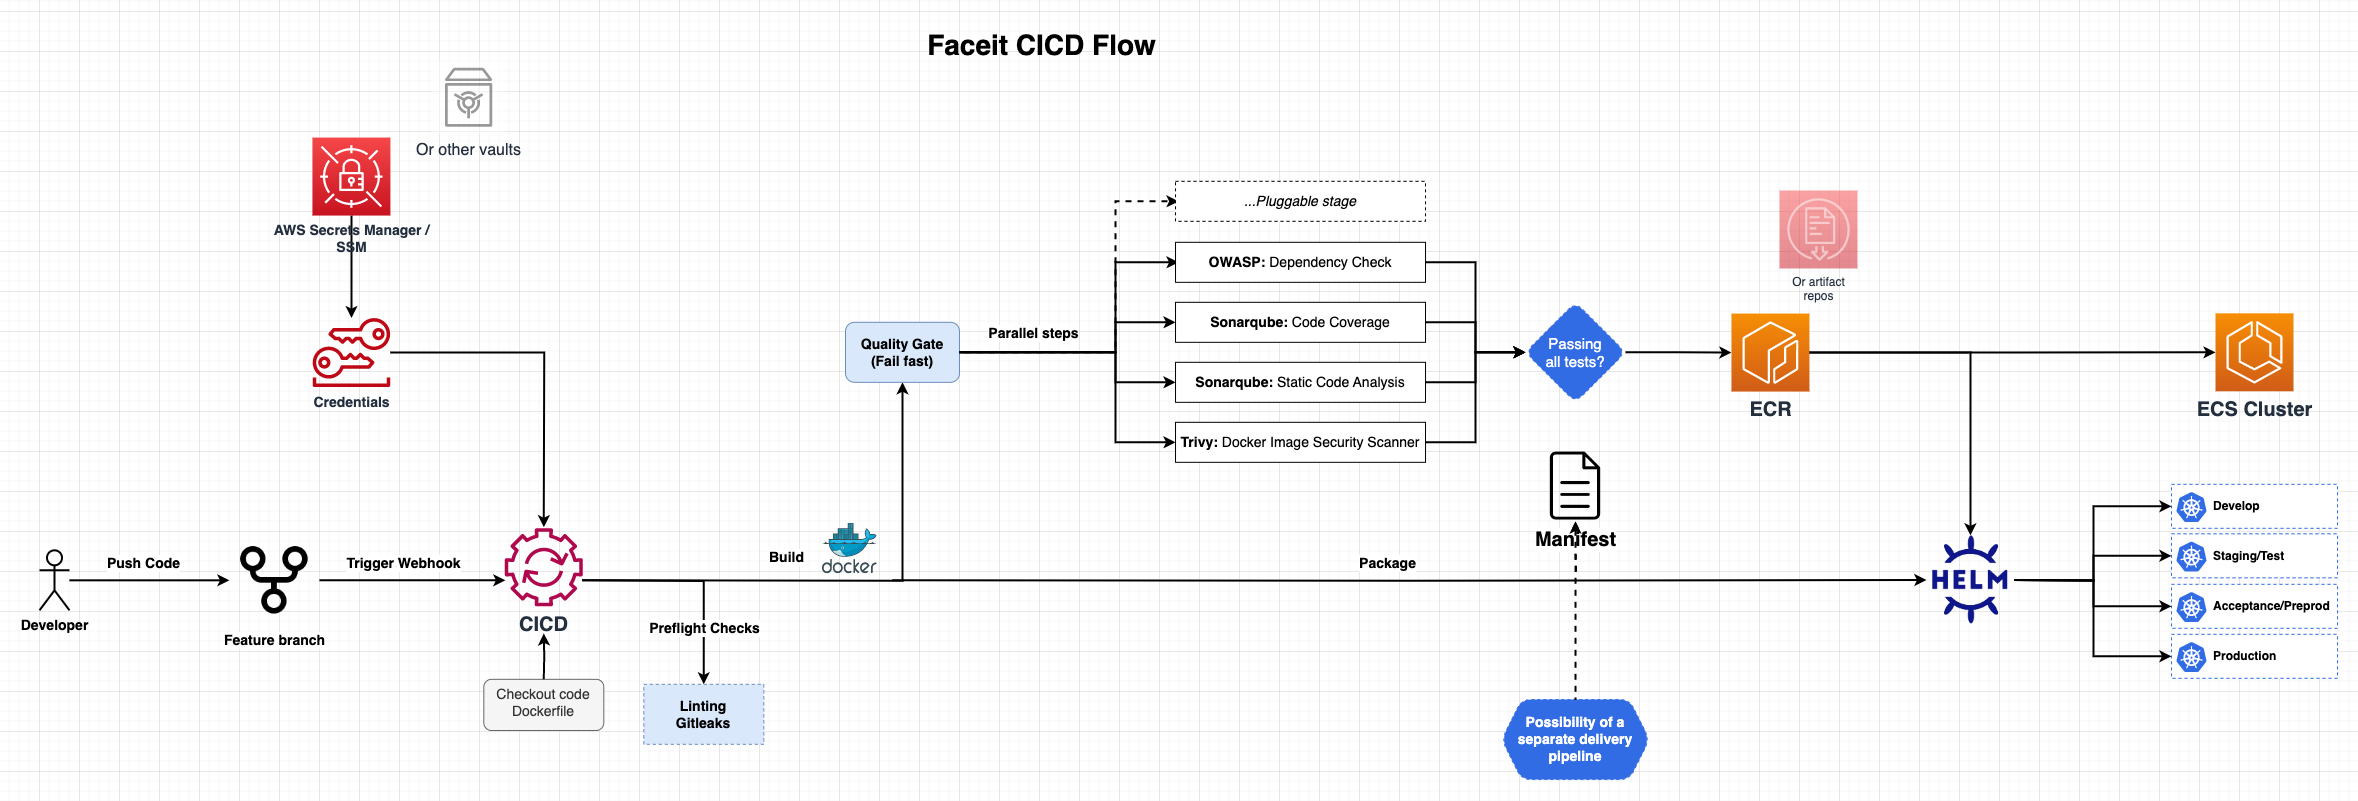 Faceit CICD Flow
Or other vaults
AWS Secrets Manager /
SSM
Credentials
Developer
Push Code
Feature branch
Trigger Webhook
CICD
Checkout code
Dockerfile
Preflight Checks
Linting
Gitleaks
Build
docker
Quality Gate
(Fail fast)
Parallel steps
...Pluggable stage
OWASP: Dependency Check
Sonarqube: Code Coverage
Sonarqube: Static Code Analysis
Trivy: Docker Image Security Scanner
Passing
all tests?
Manifest
Package
Possibility of a
separate delivery
pipeline
Or artifact
repos
ECR
ECS Cluster
HELM
Develop
Staging/Test
Acceptance/Preprod
Production